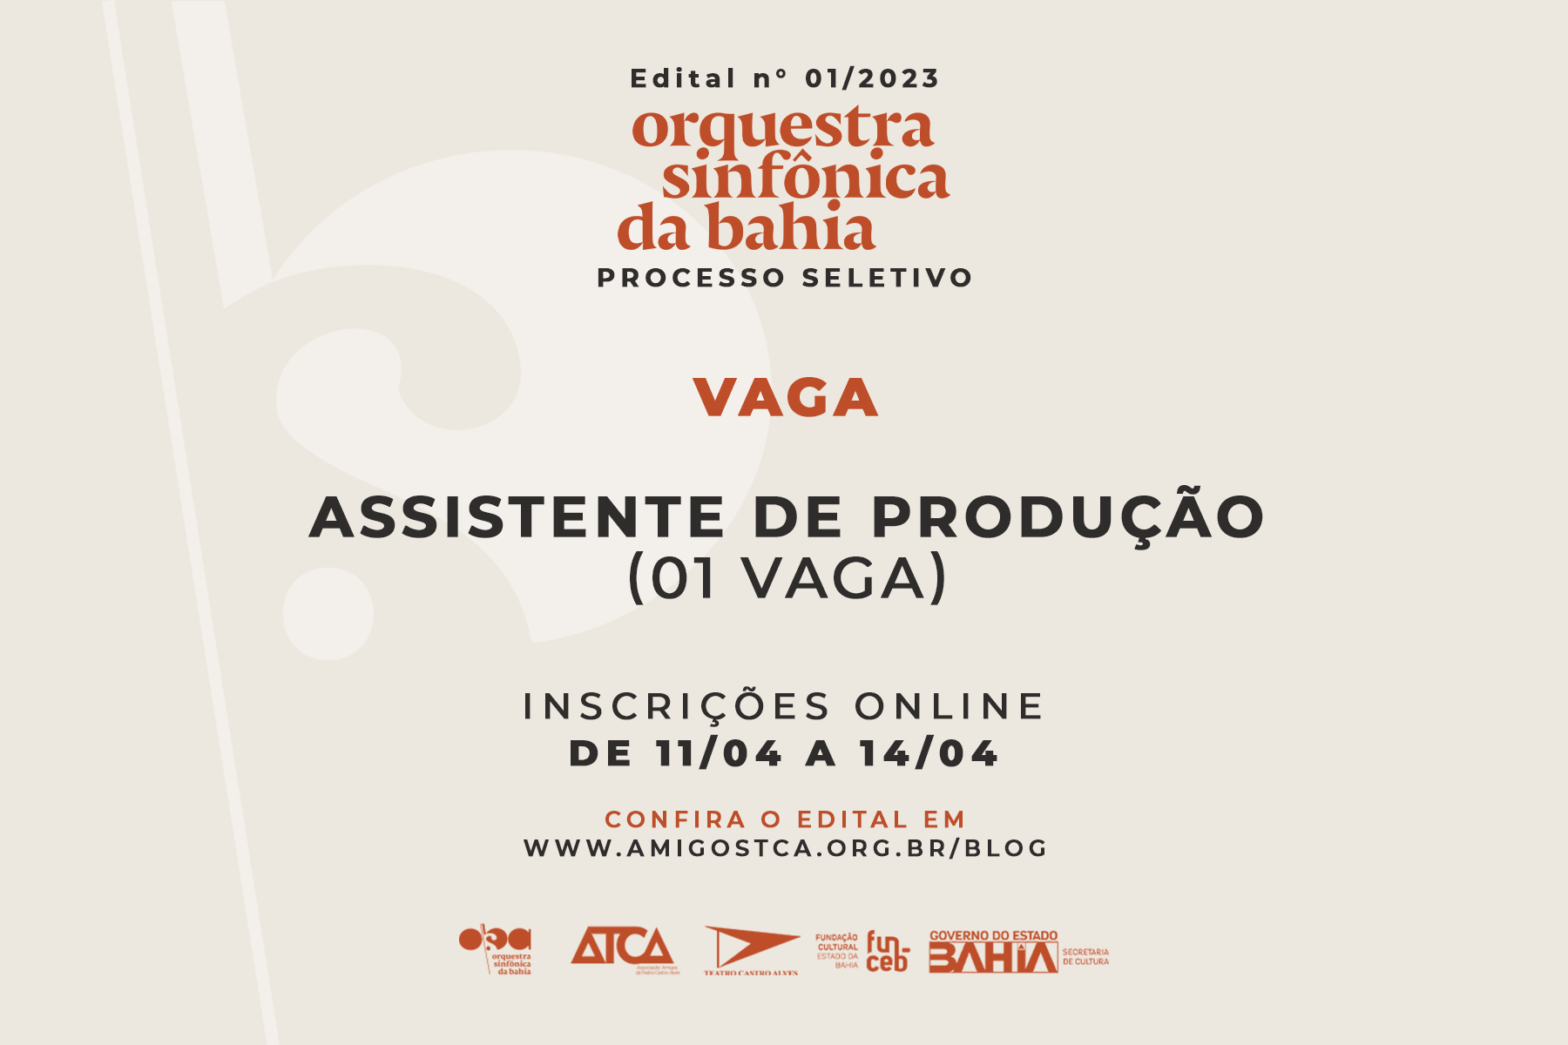 Edital n° 01/2023
orquestra
sinfônica
da bahia
PROCESSO SELETIVO
VAGA
ASSISTENTE DE PRODUÇÃO
(01 VAGA)
INSCRIÇÕES ONLINE
DE 11/04 A 14/04
CONFIRA O EDITAL EM
WWW.AMIGOSTCA.ORG.BR/BLOG
orquestra
sinfônica
da bahia
ATCA
TEATRO CASTRO ALVES
FUNDAÇÃO
CULTURAL
ESTADO DA
BAHIA
fun-
ceb
GOVERNO DO ESTADO
BAHIA
SECRETARIA
DE CULTURA